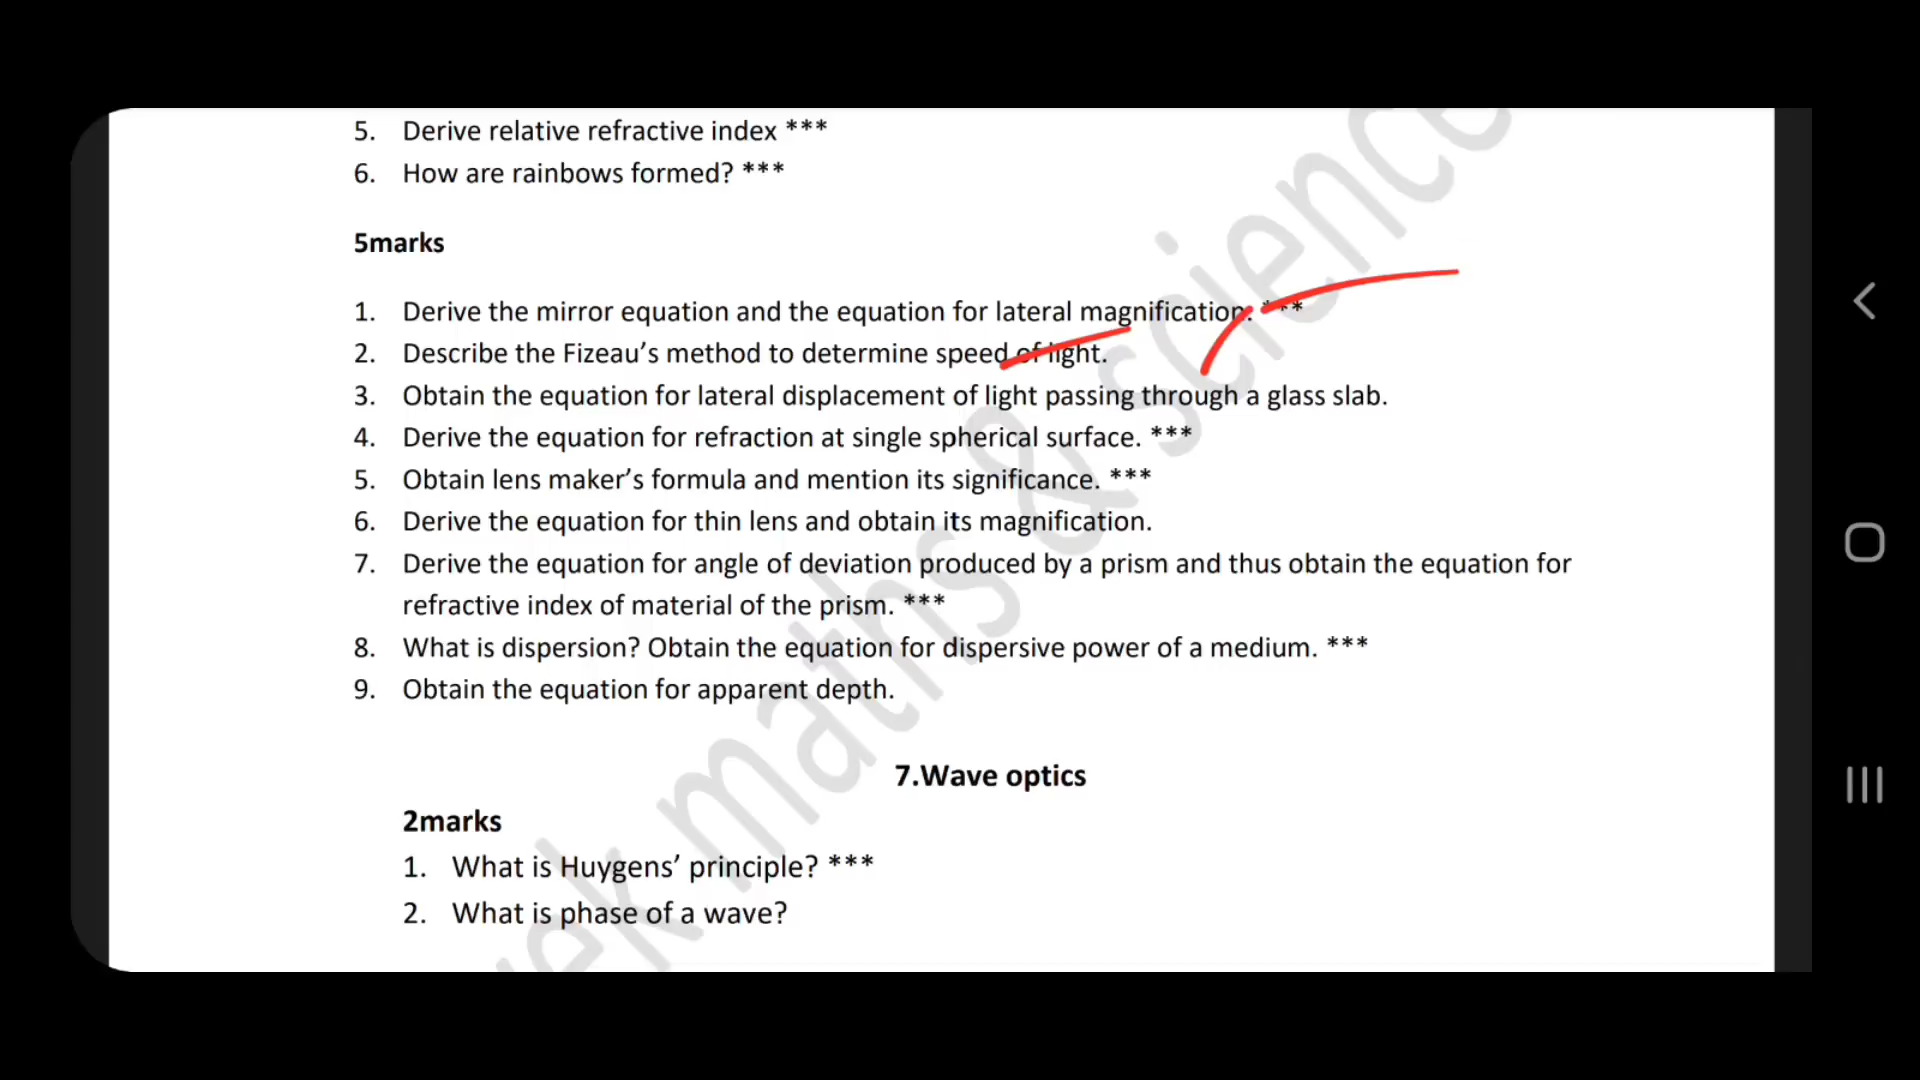 5. Derive relative refractive index ***
6. How are rainbows formed? ***
5marks
1. Derive the mirror equation and the equation for lateral magnification. ***
2. Describe the Fizeau’s method to determine speed of light.
3. Obtain the equation for lateral displacement of light passing through a glass slab.
4. Derive the equation for refraction at single spherical surface. ***
5. Obtain lens maker’s formula and mention its significance. ***
6. Derive the equation for thin lens and obtain its magnification.
7. Derive the equation for angle of deviation produced by a prism and thus obtain the equation for
refractive index of material of the prism. ***
8. What is dispersion? Obtain the equation for dispersive power of a medium. ***
9. Obtain the equation for apparent depth.
7.Wave optics
2marks
1. What is Huygens’ principle? ***
2. What is phase of a wave?
maths & science